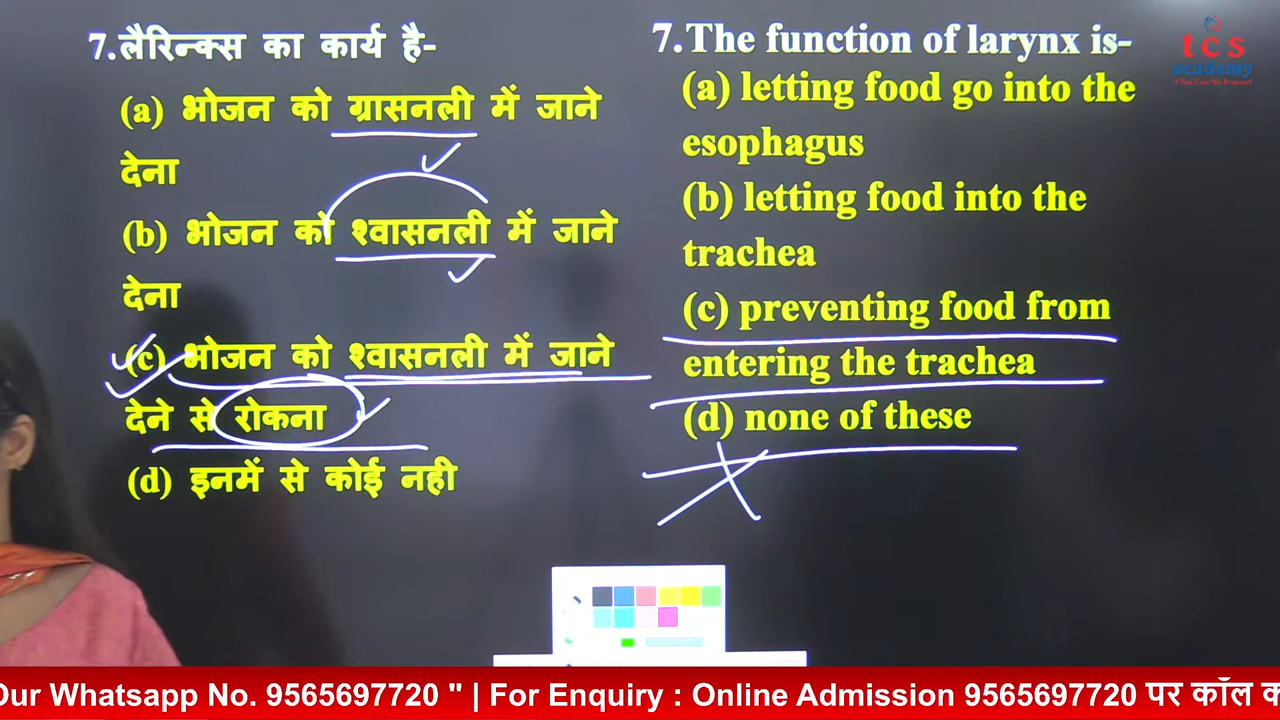 7.लैरिन्क्स का कार्य है-
(a) भोजन को ग्रासनली में जाने
देना
(b) भोजन को श्वासनली में जाने
देना
(c) भोजन को श्वासनली में जाने
देने से रोकना
(d) इनमें से कोई नही
7.The function of larynx is-
(a) letting food go into the
esophagus
(b) letting food into the
trachea
(c) preventing food from
entering the trachea
(d) none of these
tcs
academy
Our Whatsapp No. 9565697720 " | For Enquiry : Online Admission 9565697720 पर कॉल